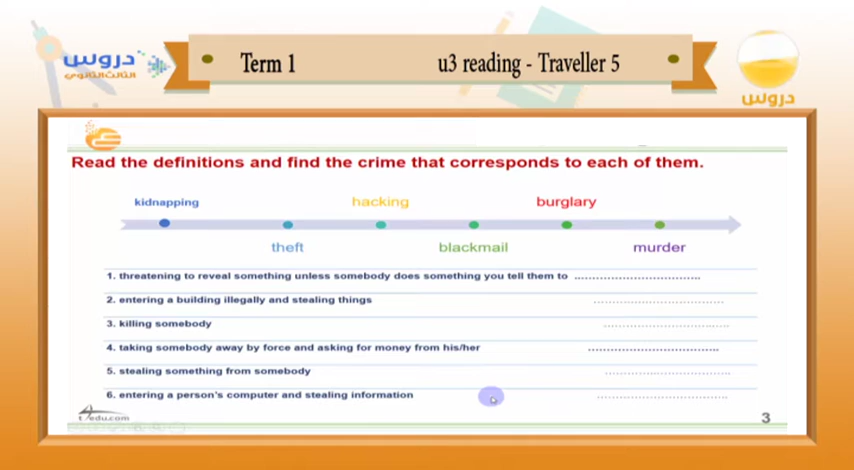 دروس
الثالث الثانوي
Term 1
u3 reading - Traveller 5
دروس
Read the definitions and find the crime that corresponds to each of them.
kidnapping hacking burglary
theft blackmail murder
1. threatening to reveal something unless somebody does something you tell them to ..................................
2. entering a building illegally and stealing things ..................................
3. killing somebody ..................................
4. taking somebody away by force and asking for money from his/her ..................................
5. stealing something from somebody ..................................
6. entering a person's computer and stealing information ..................................
3